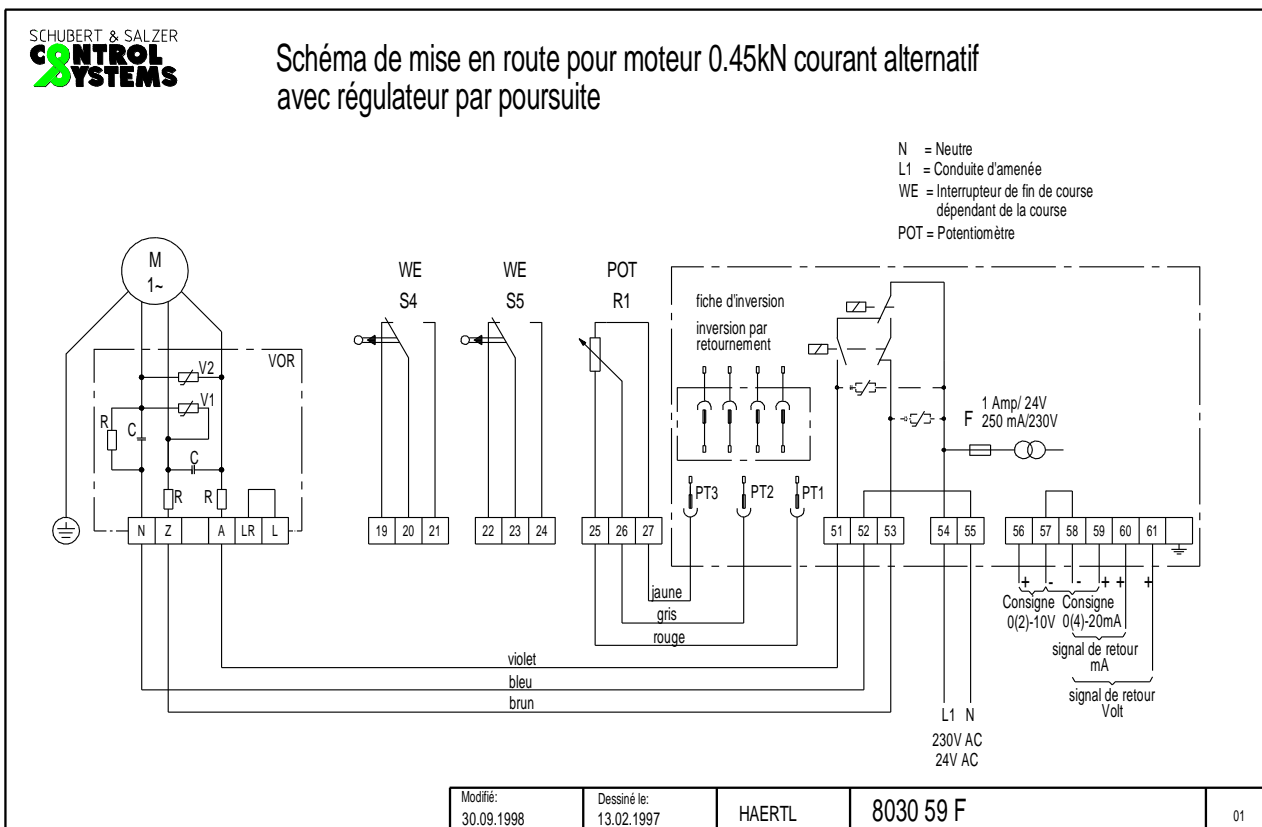 SCHUBERT & SALZER
CONTROL
SYSTEMS
Schéma de mise en route pour moteur 0.45kN courant alternatif
avec régulateur par poursuite
N = Neutre
L1 = Conduite d'amenée
WE = Interrupteur de fin de course
dépendant de la course
POT = Potentiomètre
M
1~
VOR
V2
V1
R
C
C
R
R
N Z A LR L
WE
S4
19 20 21
WE
S5
22 23 24
POT
R1
25 26 27
fiche d'inversion
inversion par
retournement
PT3 PT2 PT1
F
1 Amp/ 24V
250 mA/230V
51 52 53
54 55
56 57 58 59 60 61
+ - - + + +
Consigne Consigne
0(2)-10V 0(4)-20mA
signal de retour
mA
signal de retour
Volt
jaune
gris
rouge
violet
bleu
brun
L1 N
230V AC
24V AC
Modifié:
30.09.1998
Dessiné le:
13.02.1997
HAERTL
8030 59 F
01